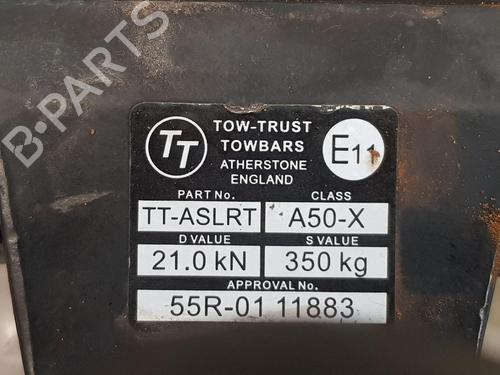 B-PARTS
TT
TOW-TRUST
TOWBARS
ATHERSTONE
ENGLAND
E11
PART No.
CLASS
TT-ASLRT
A50-X
D VALUE
S VALUE
21.0 kN
350 kg
APPROVAL No.
55R-01 11883